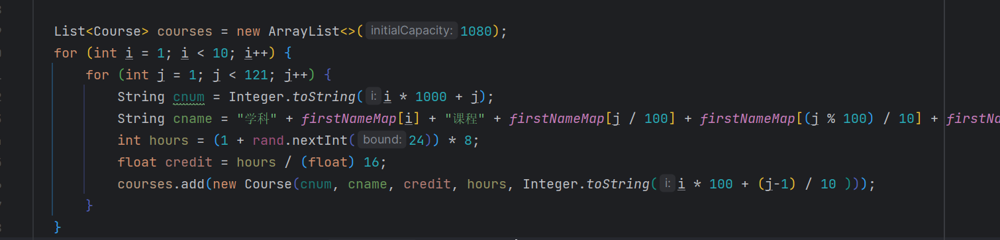 List<Course> courses = new ArrayList<>( initialCapacity: 1080);
for (int i = 1; i < 10; i++) {
for (int j = 1; j < 121; j++) {
String cnum = Integer.toString( i: i * 1000 + j);
String cname = "学科" + firstNameMap[i] + "课程" + firstNameMap[j / 100] + firstNameMap[(j % 100) / 10] + firstNa
int hours = (1 + rand.nextInt( bound: 24)) * 8;
float credit = hours / (float) 16;
courses.add(new Course(cnum, cname, credit, hours, Integer.toString( i: i * 100 + (j-1) / 10 )));
}
}